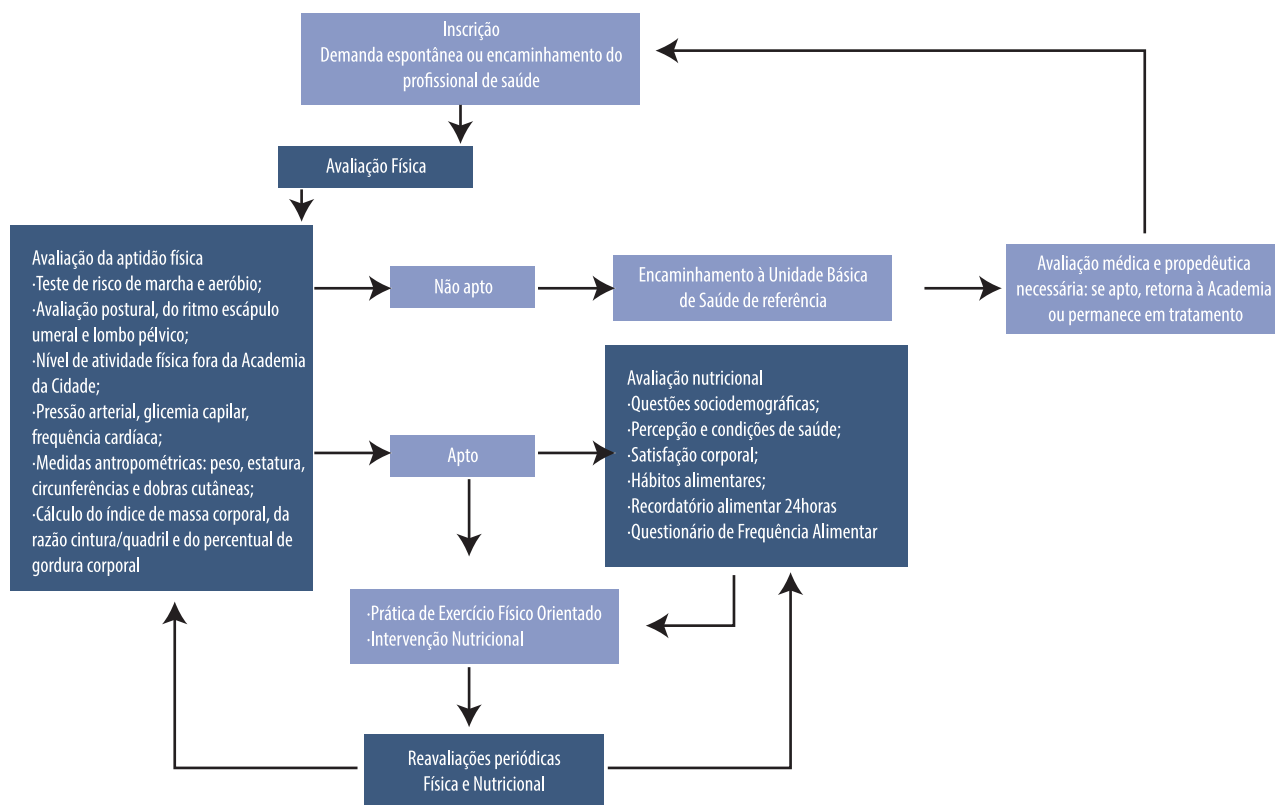 Inscrição
Demanda espontânea ou encaminhamento do
profissional de saúde
Avaliação Física
Avaliação da aptidão física
·Teste de risco de marcha e aeróbio;
·Avaliação postural, do ritmo escápulo
umeral e lombo pélvico;
·Nível de atividade física fora da Academia
da Cidade;
·Pressão arterial, glicemia capilar,
frequência cardíaca;
·Medidas antropométricas: peso, estatura,
circunferências e dobras cutâneas;
·Cálculo do índice de massa corporal, da
razão cintura/quadril e do percentual de
gordura corporal
Não apto
Encaminhamento à Unidade Básica
de Saúde de referência
Avaliação médica e propedêutica
necessária: se apto, retorna à Academia
ou permanece em tratamento
Apto
Avaliação nutricional
·Questões sociodemográficas;
·Percepção e condições de saúde;
·Satisfação corporal;
·Hábitos alimentares;
·Recordatório alimentar 24horas
·Questionário de Frequência Alimentar
·Prática de Exercício Físico Orientado
·Intervenção Nutricional
Reavaliações periódicas
Física e Nutricional